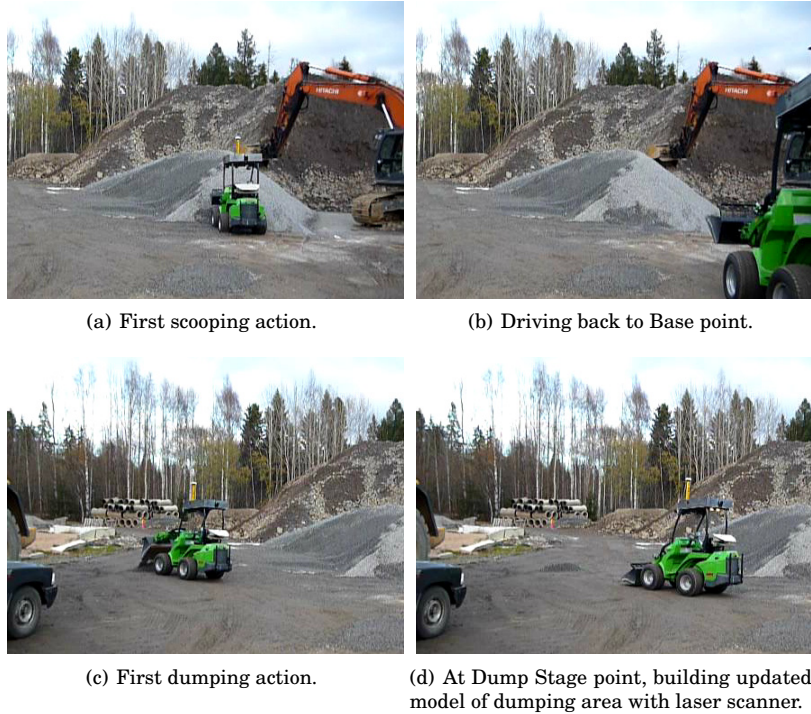 HITACHI
HITACHI
(a) First scooping action.
(b) Driving back to Base point.
(c) First dumping action.
(d) At Dump Stage point, building updated
model of dumping area with laser scanner.